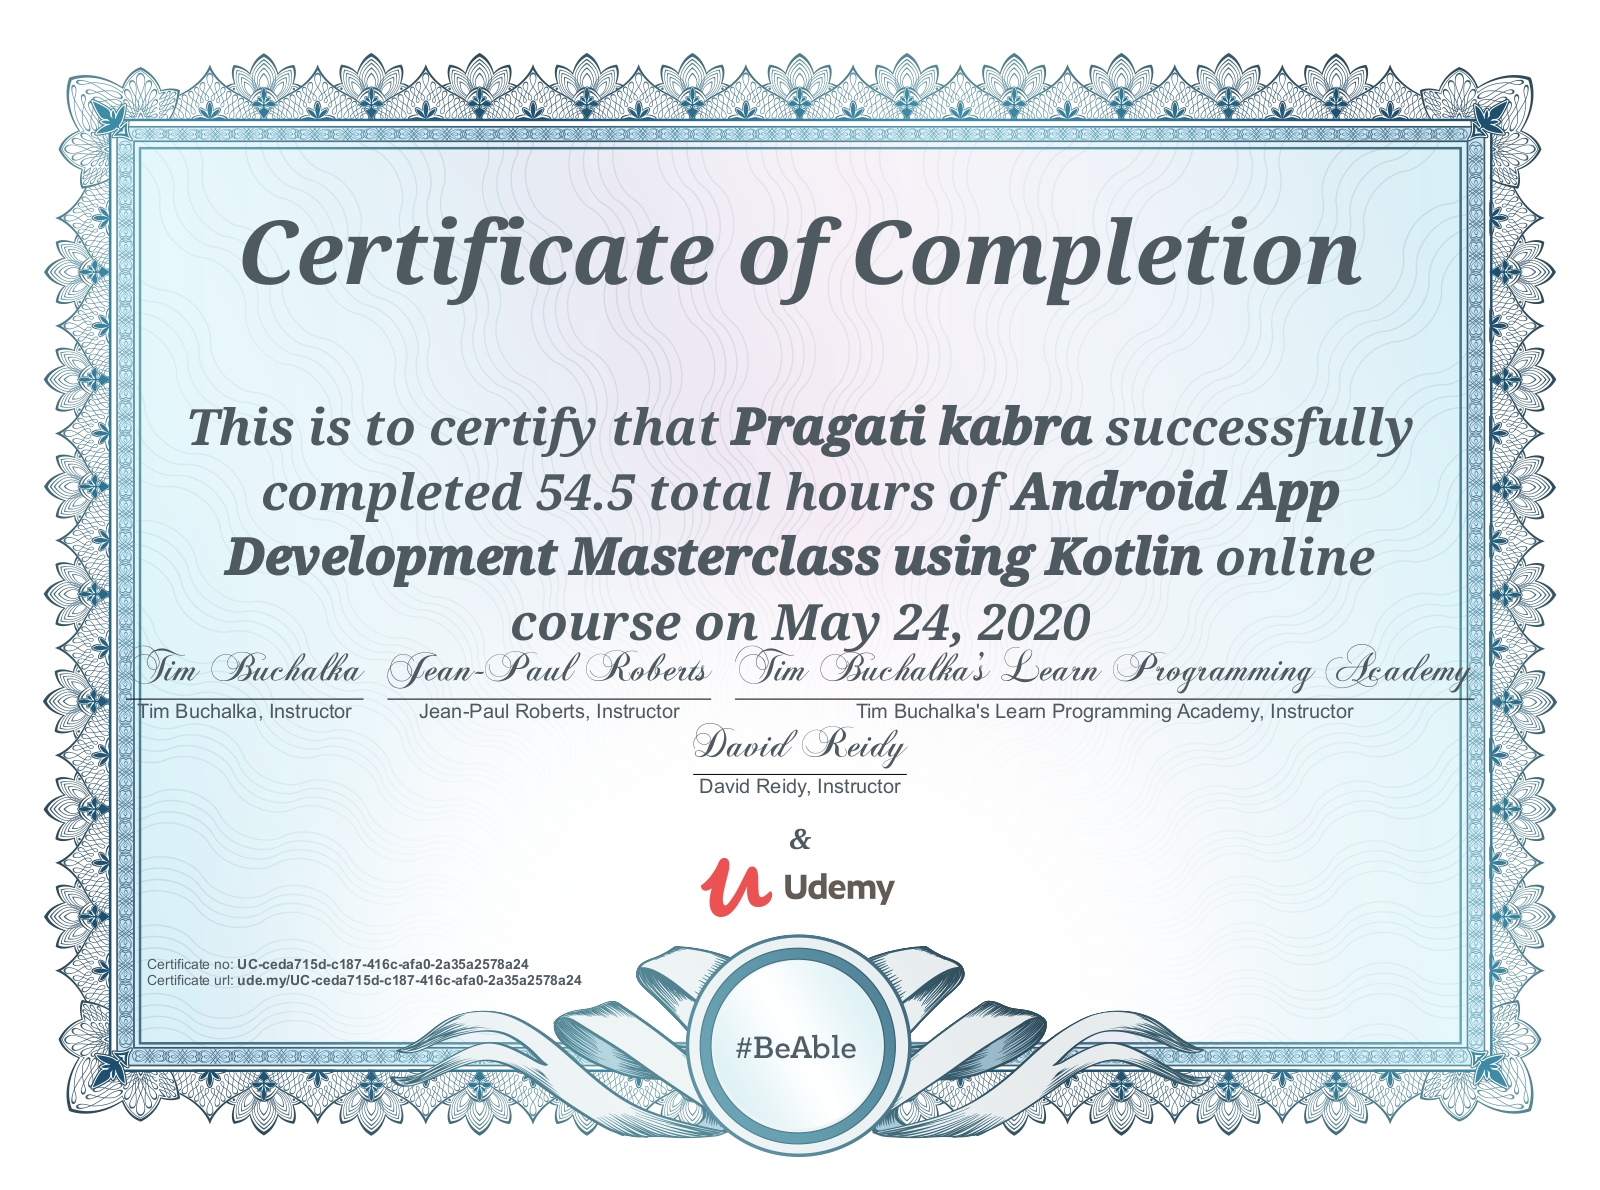 Certificate of Completion
This is to certify that Pragati kabra successfully
completed 54.5 total hours of Android App
Development Masterclass using Kotlin online
course on May 24, 2020
Tim Buchalka Jean-Paul Roberts Tim Buchalka's Learn Programming Academy
Tim Buchalka, Instructor Jean-Paul Roberts, Instructor Tim Buchalka's Learn Programming Academy, Instructor
David Reidy
David Reidy, Instructor
&
Udemy
Certificate no: UC-ceda715d-c187-416c-afa0-2a35a2578a24
Certificate url: ude.my/UC-ceda715d-c187-416c-afa0-2a35a2578a24
#BeAble